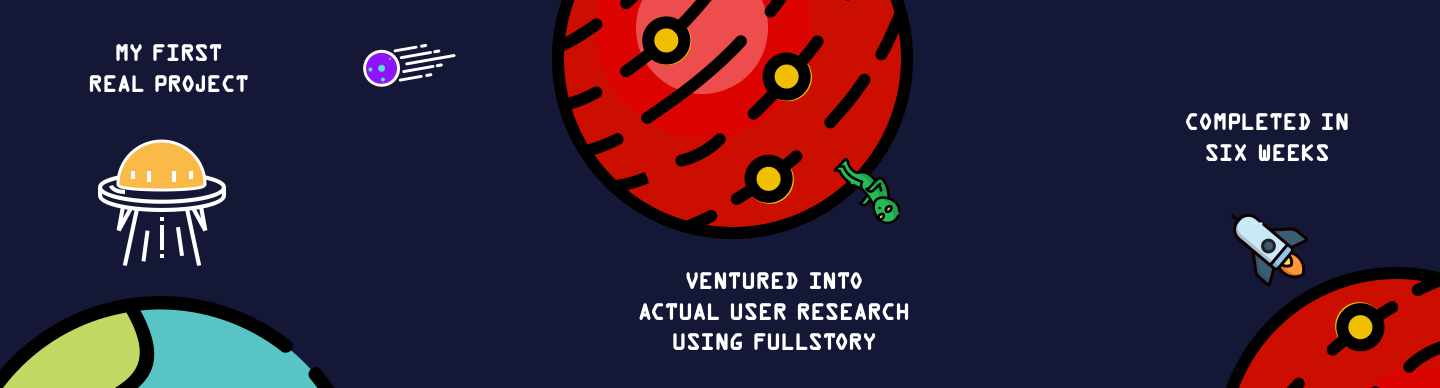 MY FIRST
REAL PROJECT
COMPLETED IN
SIX WEEKS
VENTURED INTO
ACTUAL USER RESEARCH
USING FULLSTORY